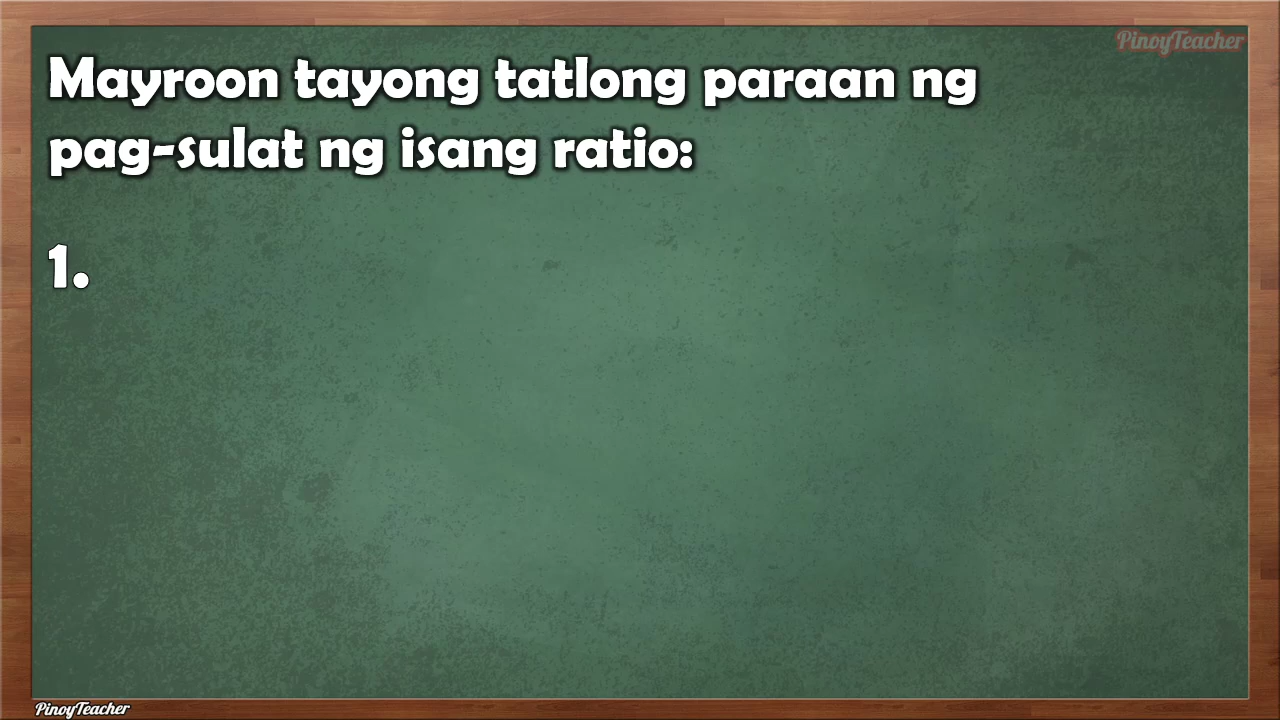 PinoyTeacher
Mayroon tayong tatlong paraan ng
pag-sulat ng isang ratio:
1.
PinoyTeacher